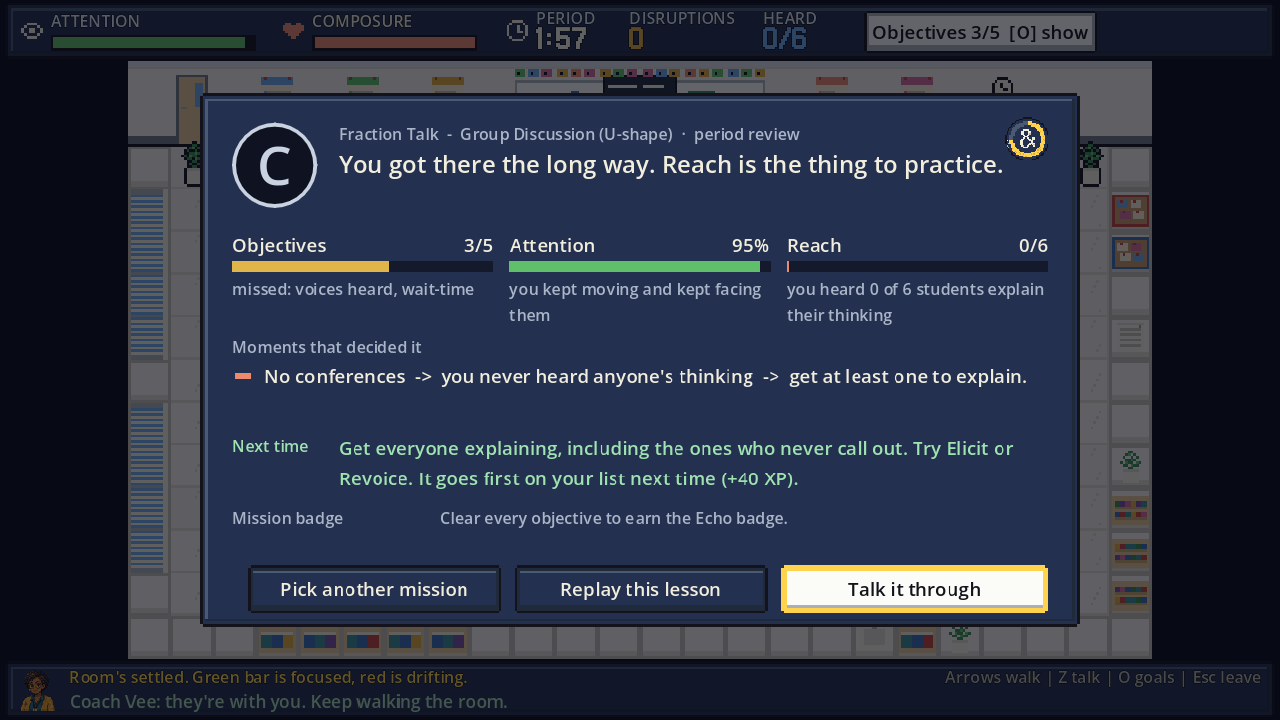 ATTENTION
COMPOSURE
PERIOD
1:57
DISRUPTIONS
0
HEARD
0/6
Objectives 3/5 [O] show
C
Fraction Talk - Group Discussion (U-shape) · period review
You got there the long way. Reach is the thing to practice.
&
Objectives 3/5
missed: voices heard, wait-time
Attention 95%
you kept moving and kept facing
them
Reach 0/6
you heard 0 of 6 students explain
their thinking
Moments that decided it
No conferences -> you never heard anyone's thinking -> get at least one to explain.
Next time
Get everyone explaining, including the ones who never call out. Try Elicit or
Revoice. It goes first on your list next time (+40 XP).
Mission badge
Clear every objective to earn the Echo badge.
Pick another mission
Replay this lesson
Talk it through
Room's settled. Green bar is focused, red is drifting.
Coach Vee: they're with you. Keep walking the room.
Arrows walk | Z talk | O goals | Esc leave